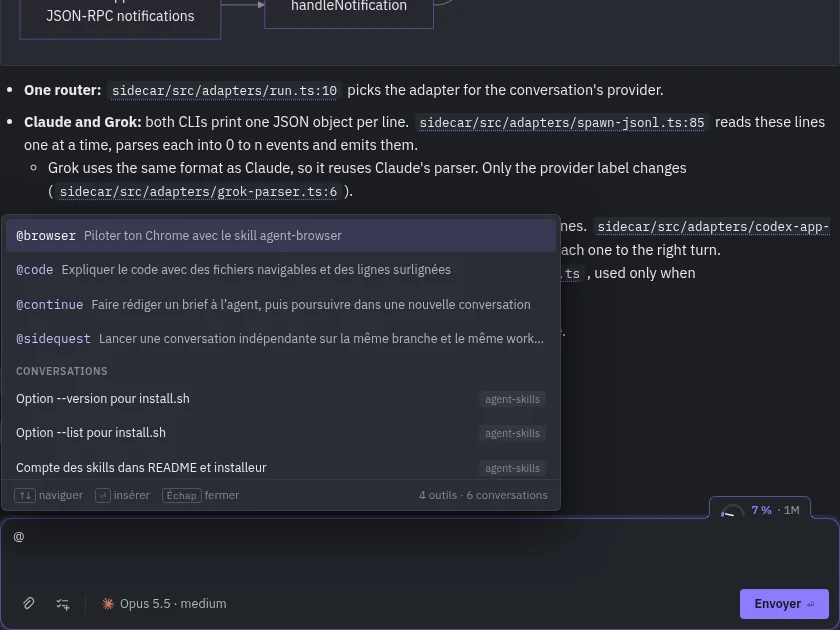 JSON-RPC notifications
handleNotification
One router: sidecar/src/adapters/run.ts:10 picks the adapter for the conversation's provider.
Claude and Grok: both CLIs print one JSON object per line. sidecar/src/adapters/spawn-jsonl.ts:85 reads these lines
one at a time, parses each into 0 to n events and emits them.
Grok uses the same format as Claude, so it reuses Claude's parser. Only the provider label changes
( sidecar/src/adapters/grok-parser.ts:6 ).
nes. sidecar/src/adapters/codex-app-
ach one to the right turn.
.ts , used only when
@browser Piloter ton Chrome avec le skill agent-browser
@code Expliquer le code avec des fichiers navigables et des lignes surlignées
@continue Faire rédiger un brief à l'agent, puis poursuivre dans une nouvelle conversation
@sidequest Lancer une conversation indépendante sur la même branche et le même work...
CONVERSATIONS
Option --version pour install.sh agent-skills
Option --list pour install.sh agent-skills
Compte des skills dans README et installeur agent-skills
↑↓ naviguer ↵ insérer Échap fermer 4 outils · 6 conversations
7 % · 1M
@
Opus 5.5 · medium
Envoyer ↵